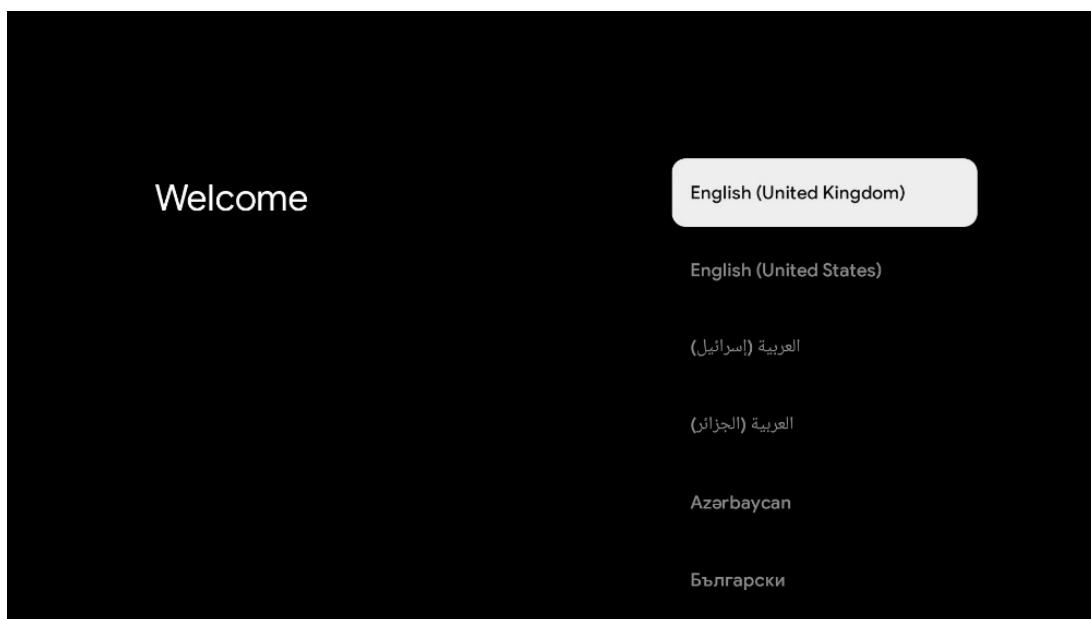 Welcome
English (United Kingdom)
English (United States)
العربية (إسرائيل)
العربية (الجزائر)
Azərbaycan
Български